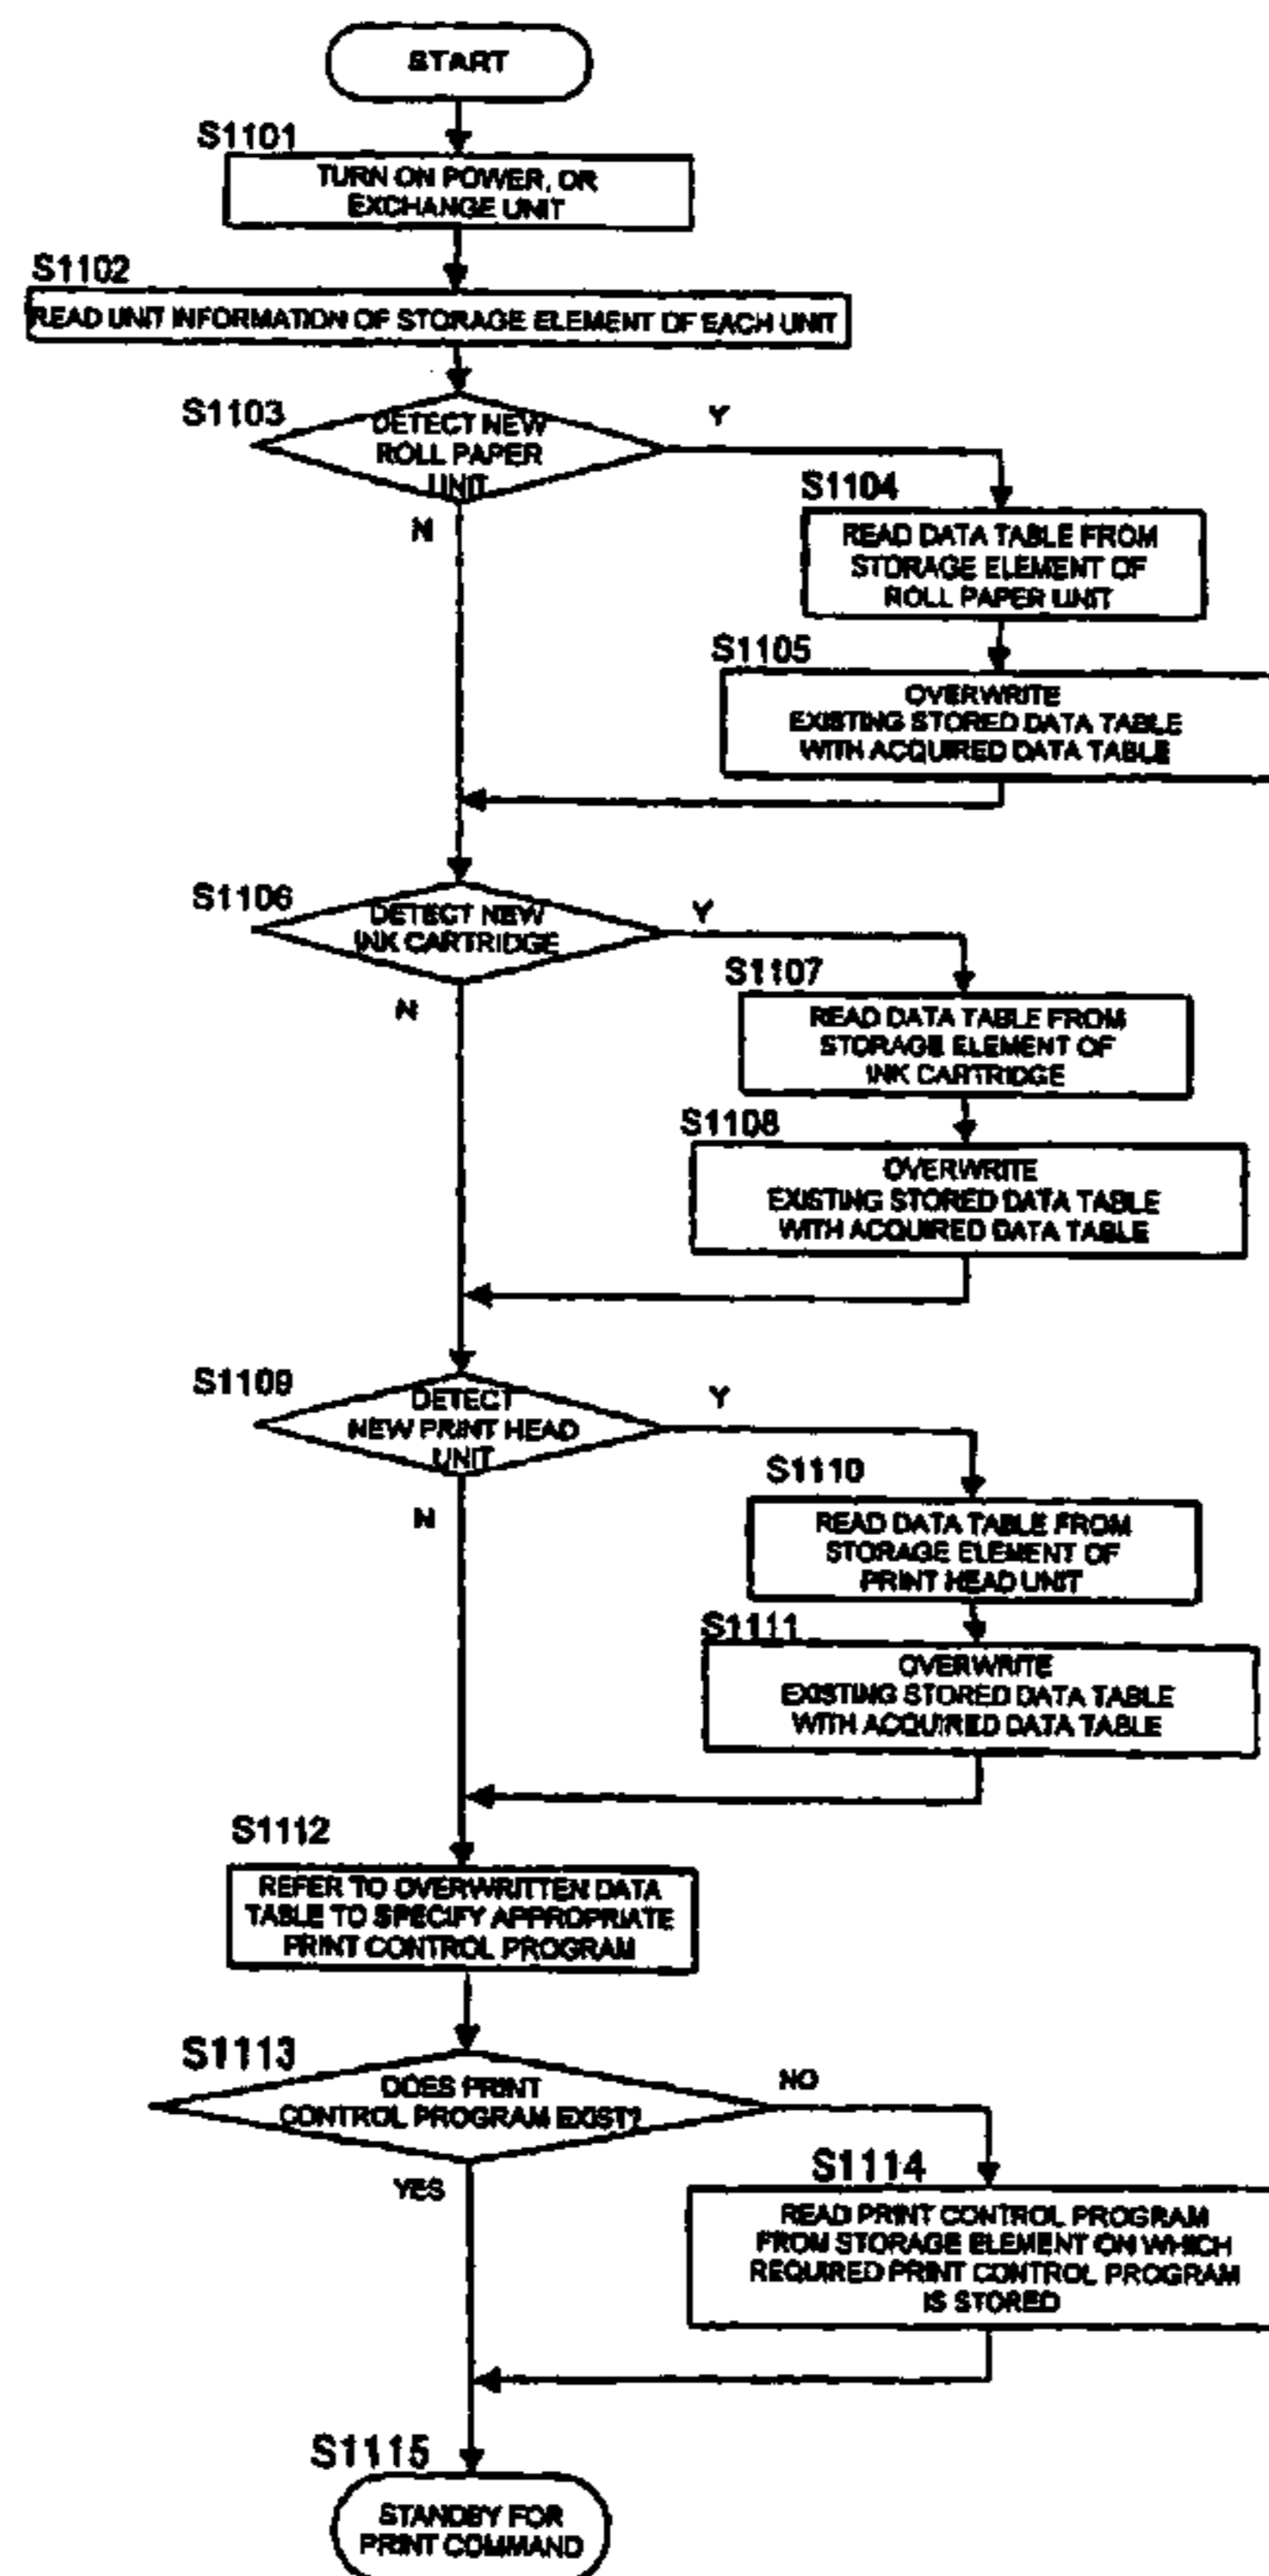 START
S1101
TURN ON POWER, OR
EXCHANGE UNIT
S1102
READ UNIT INFORMATION OF STORAGE ELEMENT OF EACH UNIT
S1103
DETECT NEW
ROLL PAPER
UNIT
Y
N
S1104
READ DATA TABLE FROM
STORAGE ELEMENT OF
ROLL PAPER UNIT
S1105
OVERWRITE
EXISTING STORED DATA TABLE
WITH ACQUIRED DATA TABLE
S1106
DETECT NEW
INK CARTRIDGE
Y
N
S1107
READ DATA TABLE FROM
STORAGE ELEMENT OF
INK CARTRIDGE
S1108
OVERWRITE
EXISTING STORED DATA TABLE
WITH ACQUIRED DATA TABLE
S1109
DETECT
NEW PRINT HEAD
UNIT
Y
N
S1110
READ DATA TABLE FROM
STORAGE ELEMENT OF
PRINT HEAD UNIT
S1111
OVERWRITE
EXISTING STORED DATA TABLE
WITH ACQUIRED DATA TABLE
S1112
REFER TO OVERWRITTEN DATA
TABLE TO SPECIFY APPROPRIATE
PRINT CONTROL PROGRAM
S1113
DOES PRINT
CONTROL PROGRAM EXIST?
NO
YES
S1114
READ PRINT CONTROL PROGRAM
FROM STORAGE ELEMENT ON WHICH
REQUIRED PRINT CONTROL PROGRAM
IS STORED
S1115
STANDBY FOR
PRINT COMMAND